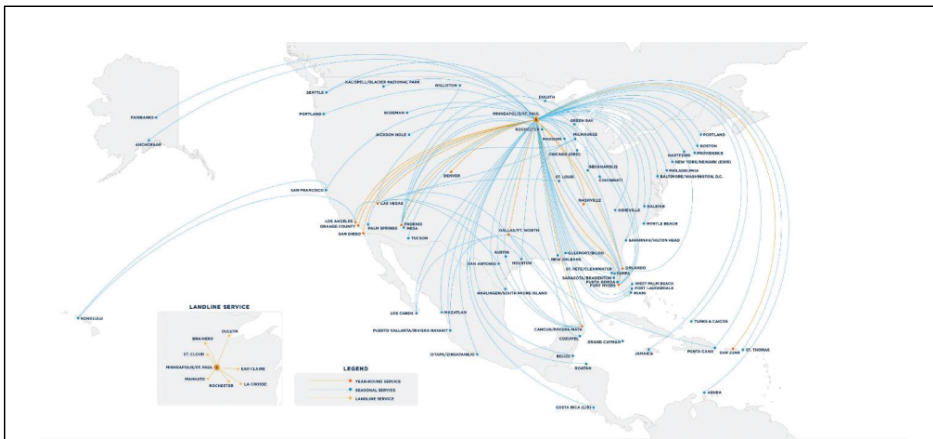 FAIRBANKS
ANCHORAGE
SEATTLE
KALISPELL/GLACIER NATIONAL PARK
WILLISTON
PORTLAND
BOZEMAN
JACKSON HOLE
DULUTH
MINNEAPOLIS/ST. PAUL
ROCHESTER
GREEN BAY
MADISON
MILWAUKEE
CHICAGO (ORD)
INDIANAPOLIS
CINCINNATI
ST. LOUIS
DENVER
NASHVILLE
PORTLAND
BOSTON
PROVIDENCE
HARTFORD
NEW YORK/NEWARK (EWR)
PHILADELPHIA
BALTIMORE/WASHINGTON, D.C.
RALEIGH
ASHEVILLE
MYRTLE BEACH
SAVANNAH/HILTON HEAD
SAN FRANCISCO
LAS VEGAS
LOS ANGELES
ORANGE COUNTY
SAN DIEGO
PALM SPRINGS
PHOENIX
MESA
TUCSON
DALLAS/FT. WORTH
AUSTIN
SAN ANTONIO
HOUSTON
HARLINGEN/SOUTH PADRE ISLAND
NEW ORLEANS
GULFPORT/BILOXI
ST. PETE/CLEARWATER
ORLANDO
TAMPA
SARASOTA/BRADENTON
PUNTA GORDA
FORT MYERS
WEST PALM BEACH
FORT LAUDERDALE
MIAMI
HONOLULU
LOS CABOS
MAZATLAN
PUERTO VALLARTA/RIVIERA NAYARIT
IXTAPA/ZIHUATANEJO
CANCUN/RIVIERA MAYA
COZUMEL
GRAND CAYMAN
BELIZE
ROATAN
COSTA RICA (LIR)
JAMAICA
TURKS & CAICOS
PUNTA CANA
SAN JUAN
ST. THOMAS
ARUBA
LANDLINE SERVICE
DULUTH
BRAINERD
ST. CLOUD
MINNEAPOLIS/ST. PAUL
EAU CLAIRE
MANKATO
ROCHESTER
LA CROSSE
LEGEND
YEAR-ROUND SERVICE
SEASONAL SERVICE
LANDLINE SERVICE